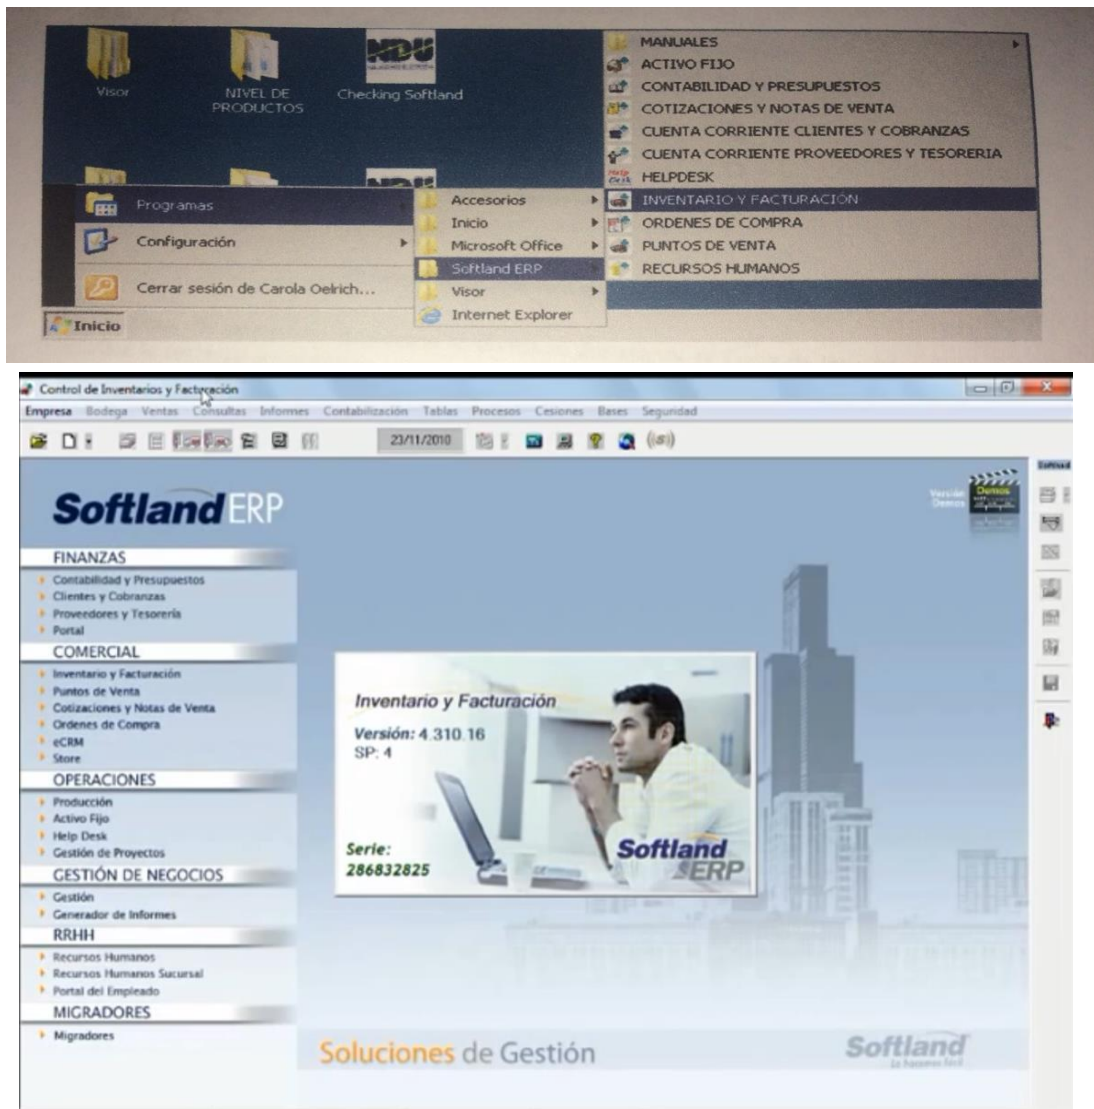 Visor
NIVEL DE
PRODUCTOS
NDU
Checking Softland
MANUALES
ACTIVO FIJO
CONTABILIDAD Y PRESUPUESTOS
COTIZACIONES Y NOTAS DE VENTA
CUENTA CORRIENTE CLIENTES Y COBRANZAS
CUENTA CORRIENTE PROVEEDORES Y TESORERIA
HELPDESK
INVENTARIO Y FACTURACIÓN
ORDENES DE COMPRA
PUNTOS DE VENTA
RECURSOS HUMANOS
Programas
Configuración
Cerrar sesión de Carola Oelrich...
Accesorios
Inicio
Microsoft Office
Softland ERP
Visor
Internet Explorer
Inicio
Control de Inventarios y Facturación
Empresa Bodega Ventas Consultas Informes Contabilización Tablas Procesos Cesiones Bases Seguridad
23/11/2010
Softland ERP
Versión
Demos
Demos
FINANZAS
Contabilidad y Presupuestos
Clientes y Cobranzas
Proveedores y Tesorería
Portal
COMERCIAL
Inventario y Facturación
Puntos de Venta
Cotizaciones y Notas de Venta
Ordenes de Compra
eCRM
Store
OPERACIONES
Producción
Activo Fijo
Help Desk
Gestión de Proyectos
GESTIÓN DE NEGOCIOS
Gestión
Generador de Informes
RRHH
Recursos Humanos
Recursos Humanos Sucursal
Portal del Empleado
MIGRADORES
Migradores
Inventario y Facturación
Versión: 4.310.16
SP: 4
Serie:
286832825
Softland
ERP
Soluciones de Gestión
Softland